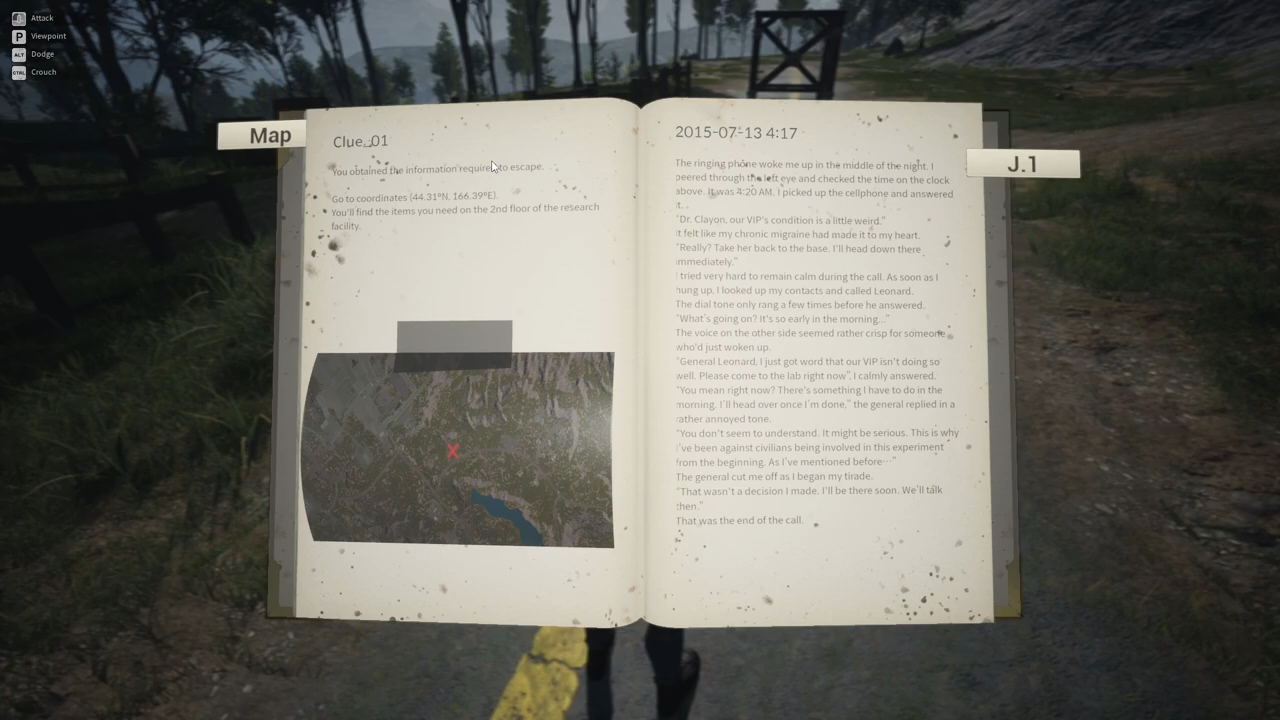 Attack
P
Viewpoint
ALT
Dodge
CTRL
Crouch
Map
Clue_01
You obtained the information required to escape.
Go to coordinates (44.31ºN, 166.39ºE).
You'll find the items you need on the 2nd floor of the research
facility.
X
J.1
2015-07-13 4:17
The ringing phone woke me up in the middle of the night. I
peered through the left eye and checked the time on the clock
above. It was 4:20 AM. I picked up the cellphone and answered
it.
"Dr. Clayon, our VIP's condition is a little weird."
It felt like my chronic migraine had made it to my heart.
"Really? Take her back to the base. I'll head down there
immediately."
I tried very hard to remain calm during the call. As soon as I
hung up, I looked up my contacts and called Leonard.
The dial tone only rang a few times before he answered.
"What's going on? It's so early in the morning..."
The voice on the other side seemed rather crisp for someone
who'd just woken up.
"General Leonard, I just got word that our VIP isn't doing so
well. Please come to the lab right now", I calmly answered.
"You mean right now? There's something I have to do in the
morning. I'll head over once I'm done," the general replied in a
rather annoyed tone.
"You don't seem to understand. It might be serious. This is why
I've been against civilians being involved in this experiment
from the beginning. As I've mentioned before···"
The general cut me off as I began my tirade.
"That wasn't a decision I made. I'll be there soon. We'll talk
then."
That was the end of the call.